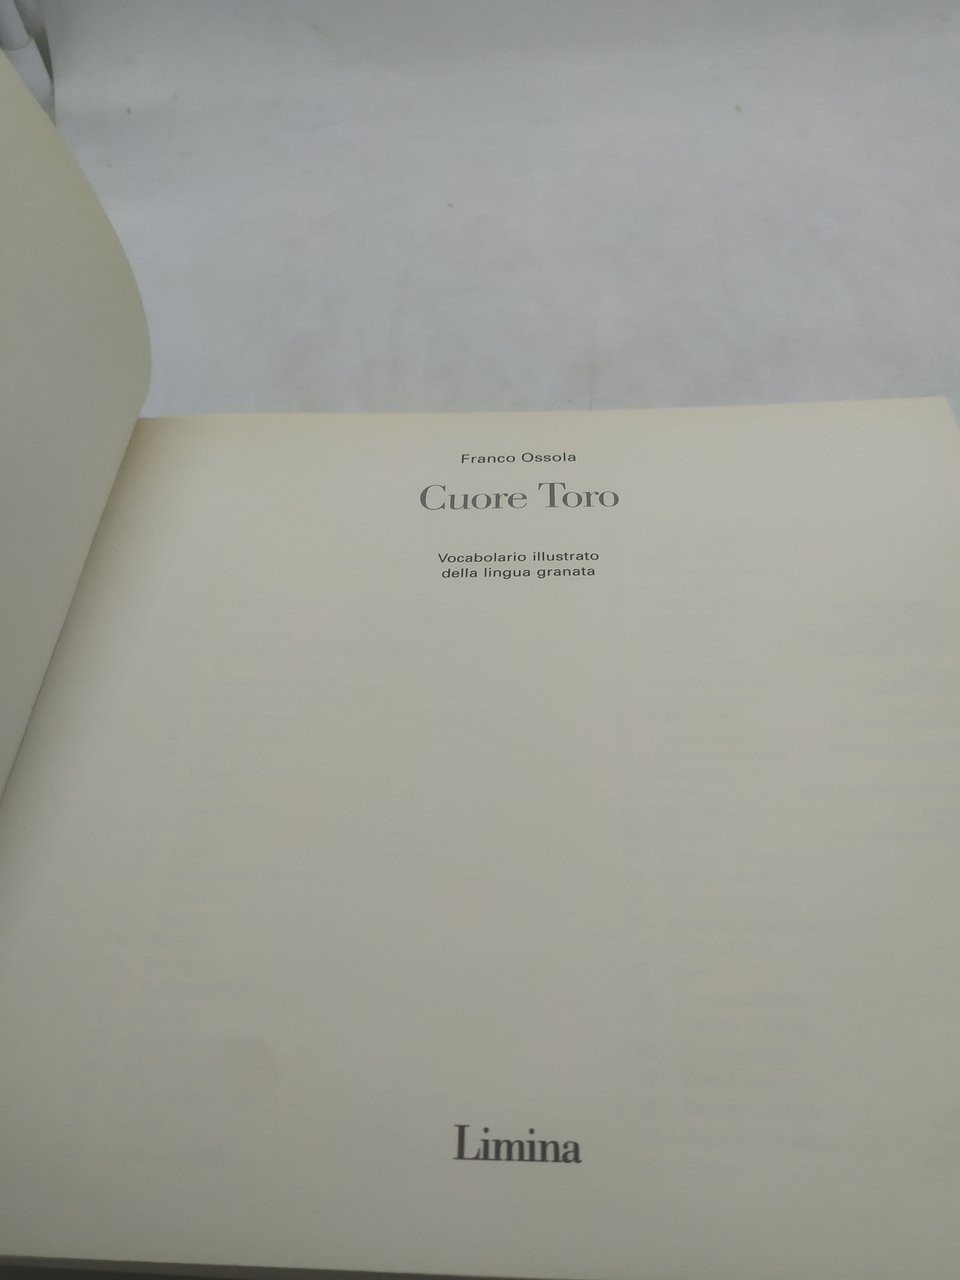 Franco Ossola
Cuore Toro
Vocabolario illustrato
della lingua granata
Limina